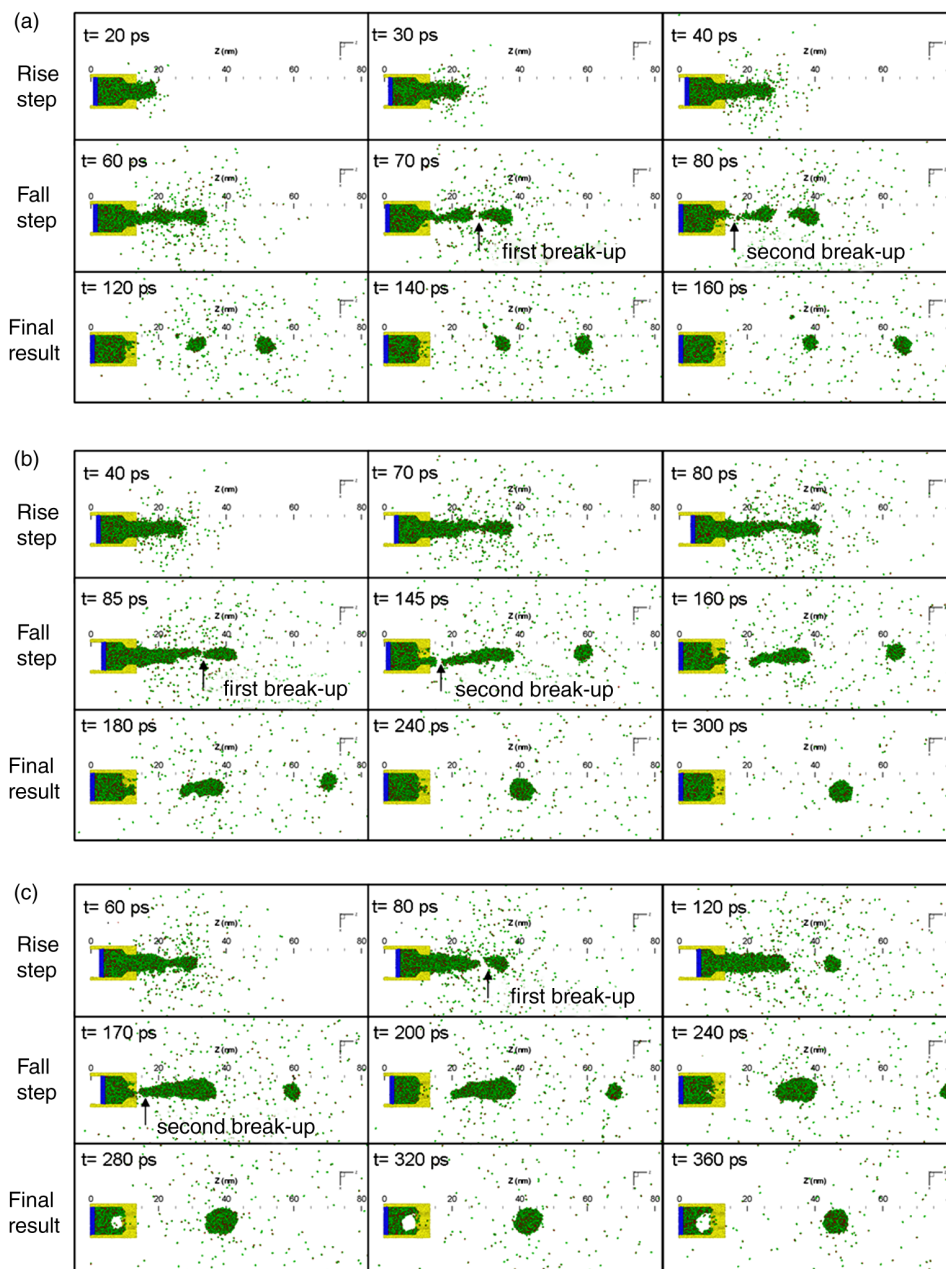 (a)
Rise
step
t= 20 ps
Z (nm)
0 20 40 60 80
t= 30 ps
Z (nm)
0 20 40 60 80
t= 40 ps
Z (nm)
0 20 40 60 80
Fall
step
t= 60 ps
Z (nm)
0 20 40 60 80
t= 70 ps
Z (nm)
0 20 40 60 80
first break-up
t= 80 ps
Z (nm)
0 20 40 60 80
second break-up
Final
result
t= 120 ps
Z (nm)
0 20 40 60 80
t= 140 ps
Z (nm)
0 20 40 60 80
t= 160 ps
Z (nm)
0 20 40 60 80
(b)
Rise
step
t= 40 ps
Z (nm)
0 20 40 60 80
t= 70 ps
Z (nm)
0 20 40 60 80
t= 80 ps
Z (nm)
0 20 40 60 80
Fall
step
t= 85 ps
Z (nm)
0 20 40 60 80
first break-up
t= 145 ps
Z (nm)
0 20 40 60 80
second break-up
t= 160 ps
Z (nm)
0 20 40 60 80
Final
result
t= 180 ps
Z (nm)
0 20 40 60 80
t= 240 ps
Z (nm)
0 20 40 60 80
t= 300 ps
Z (nm)
0 20 40 60 80
(c)
Rise
step
t= 60 ps
Z (nm)
0 20 40 60 80
t= 80 ps
Z (nm)
0 20 40 60 80
first break-up
t= 120 ps
Z (nm)
0 20 40 60 80
Fall
step
t= 170 ps
Z (nm)
0 20 40 60 80
second break-up
t= 200 ps
Z (nm)
0 20 40 60 80
t= 240 ps
Z (nm)
0 20 40 60 80
Final
result
t= 280 ps
Z (nm)
0 20 40 60 80
t= 320 ps
Z (nm)
0 20 40 60 80
t= 360 ps
Z (nm)
0 20 40 60 80